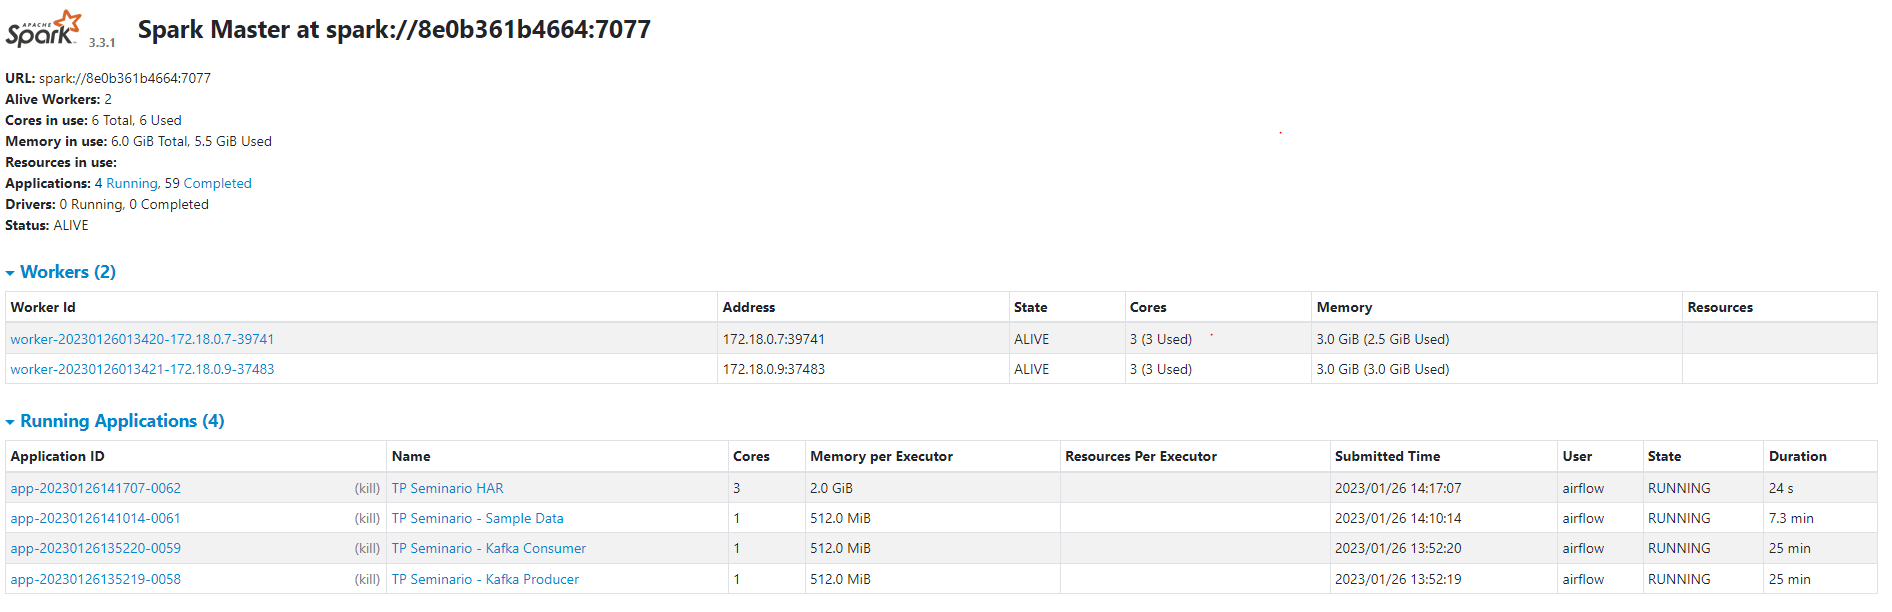 APACHE Spark 3.3.1 Spark Master at spark://8e0b361b4664:7077
URL: spark://8e0b361b4664:7077
Alive Workers: 2
Cores in use: 6 Total, 6 Used
Memory in use: 6.0 GiB Total, 5.5 GiB Used
Resources in use:
Applications: 4 Running, 59 Completed
Drivers: 0 Running, 0 Completed
Status: ALIVE
Workers (2)
Worker Id Address State Cores Memory Resources
worker-20230126013420-172.18.0.7-39741 172.18.0.7:39741 ALIVE 3 (3 Used) 3.0 GiB (2.5 GiB Used)
worker-20230126013421-172.18.0.9-37483 172.18.0.9:37483 ALIVE 3 (3 Used) 3.0 GiB (3.0 GiB Used)
Running Applications (4)
Application ID Name Cores Memory per Executor Resources Per Executor Submitted Time User State Duration
app-20230126141707-0062 (kill) TP Seminario HAR 3 2.0 GiB 2023/01/26 14:17:07 airflow RUNNING 24 s
app-20230126141014-0061 (kill) TP Seminario - Sample Data 1 512.0 MiB 2023/01/26 14:10:14 airflow RUNNING 7.3 min
app-20230126135220-0059 (kill) TP Seminario - Kafka Consumer 1 512.0 MiB 2023/01/26 13:52:20 airflow RUNNING 25 min
app-20230126135219-0058 (kill) TP Seminario - Kafka Producer 1 512.0 MiB 2023/01/26 13:52:19 airflow RUNNING 25 min